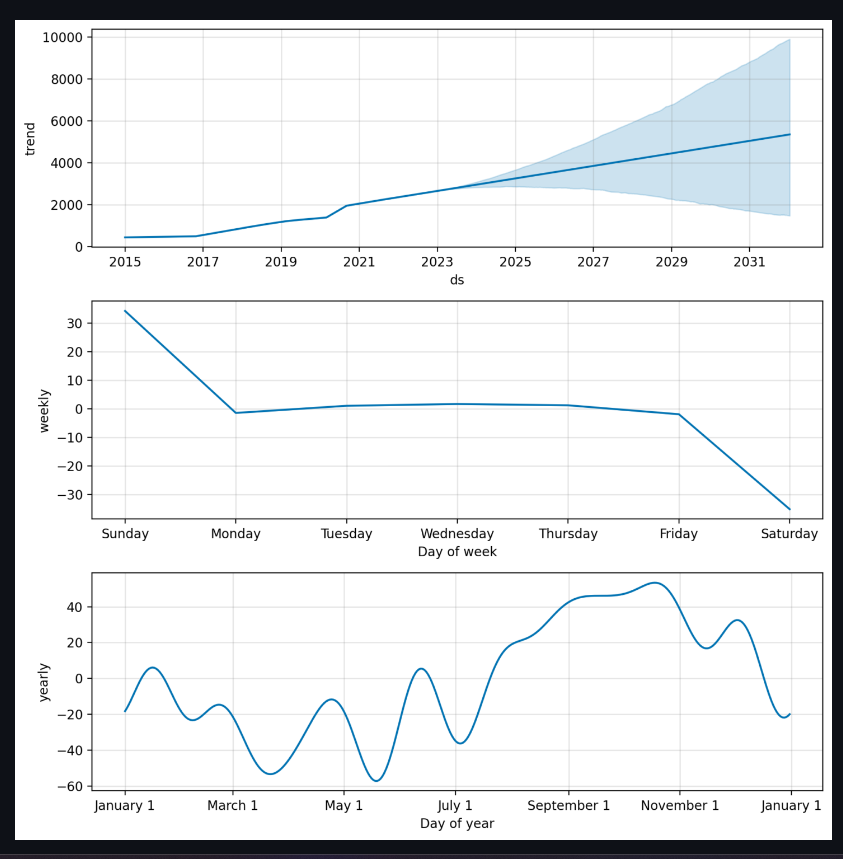 10000
8000
6000
4000
2000
0
trend
2015 2017 2019 2021 2023 2025 2027 2029 2031
ds
30
20
10
0
−10
−20
−30
weekly
Sunday Monday Tuesday Wednesday Thursday Friday Saturday
Day of week
40
20
0
−20
−40
−60
yearly
January 1 March 1 May 1 July 1 September 1 November 1 January 1
Day of year